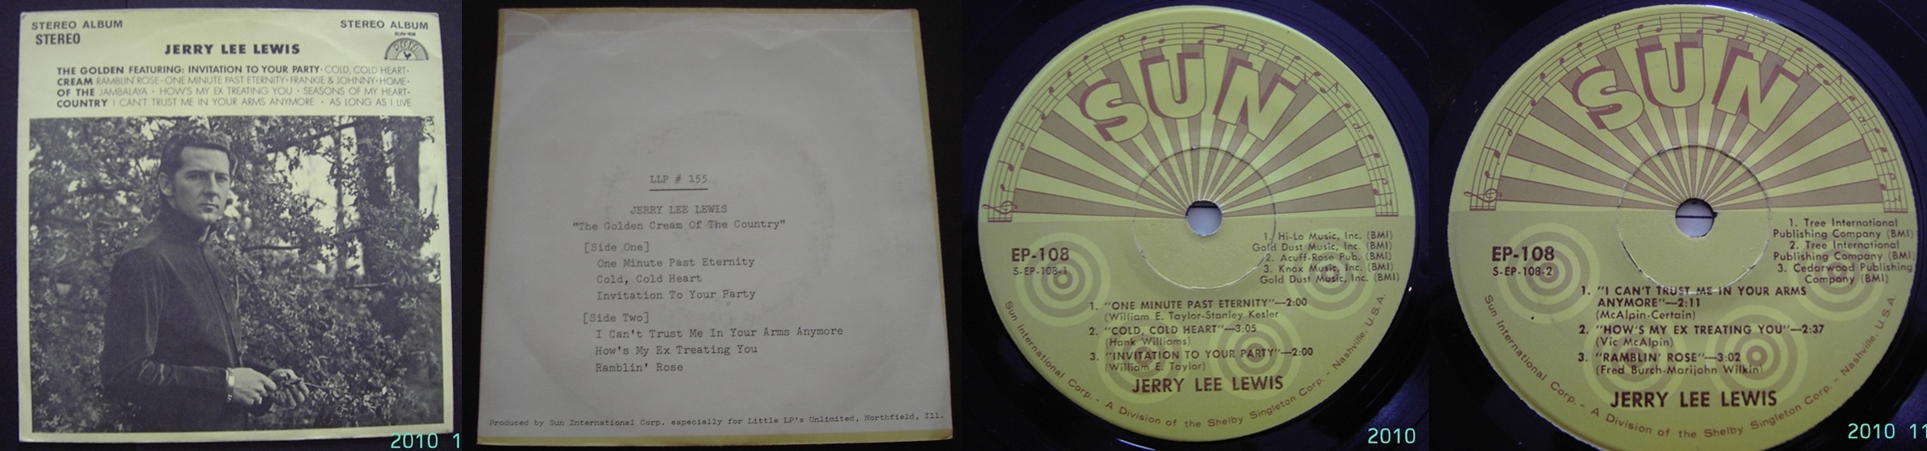 STEREO ALBUM STEREO ALBUM
STEREO
SUN-108
JERRY LEE LEWIS
THE GOLDEN FEATURING: INVITATION TO YOUR PARTY · COLD, COLD HEART ·
CREAM RAMBLIN' ROSE · ONE MINUTE PAST ETERNITY · FRANKIE & JOHNNY · HOME ·
OF THE JAMBALAYA · HOW'S MY EX TREATING YOU · SEASONS OF MY HEART ·
COUNTRY I CAN'T TRUST ME IN YOUR ARMS ANYMORE · AS LONG AS I LIVE
2010 1
LLP # 155
JERRY LEE LEWIS
"The Golden Cream Of The Country"
[Side One]
One Minute Past Eternity
Cold, Cold Heart
Invitation To Your Party
[Side Two]
I Can't Trust Me In Your Arms Anymore
How's My Ex Treating You
Ramblin' Rose
Produced by Sun International Corp. especially for Little LP's Unlimited, Northfield, Ill.
SUN
1. Hi-Lo Music, Inc. (BMI)
Gold Dust Music, Inc. (BMI)
2. Acuff-Rose Pub. (BMI)
3. Knox Music, Inc. (BMI)
Gold Dust Music, Inc. (BMI)
EP-108
S-EP-108-1
1. "ONE MINUTE PAST ETERNITY"—2:00
(William E. Taylor-Stanley Kesler
2. "COLD, COLD HEART"—3:05
(Hank Williams)
3. "INVITATION TO YOUR PARTY"—2:00
(William E. Taylor)
JERRY LEE LEWIS
Sun International Corp. - A Division of the Shelby Singleton Corp. - Nashville, U.S.A.
2010
SUN
1. Tree International
Publishing Company (BMI)
2. Tree International
Publishing Company (BMI)
3. Cedarwood Publishing
Company (BMI)
EP-108
S-EP-108-2
1. "I CAN'T TRUST ME IN YOUR ARMS
ANYMORE"—2:11
(McAlpin-Certain)
2. "HOW'S MY EX TREATING YOU"—2:37
(Vic McAlpin)
3. "RAMBLIN' ROSE"—3:02
(Fred Burch-Marijohn Wilkin)
JERRY LEE LEWIS
Sun International Corp. - A Division of the Shelby Singleton Corp. - Nashville, U.S.A.
2010 11